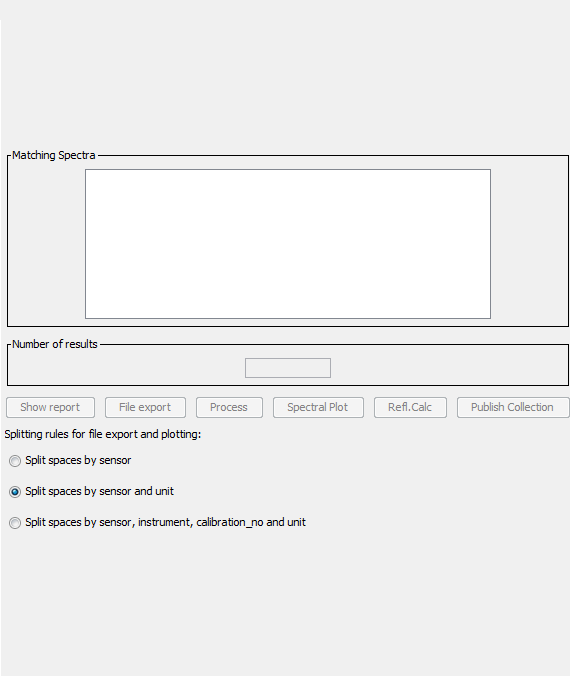 Matching Spectra
Number of results
Show report File export Process Spectral Plot Refl.Calc Publish Collection
Splitting rules for file export and plotting:
Split spaces by sensor
Split spaces by sensor and unit
Split spaces by sensor, instrument, calibration_no and unit